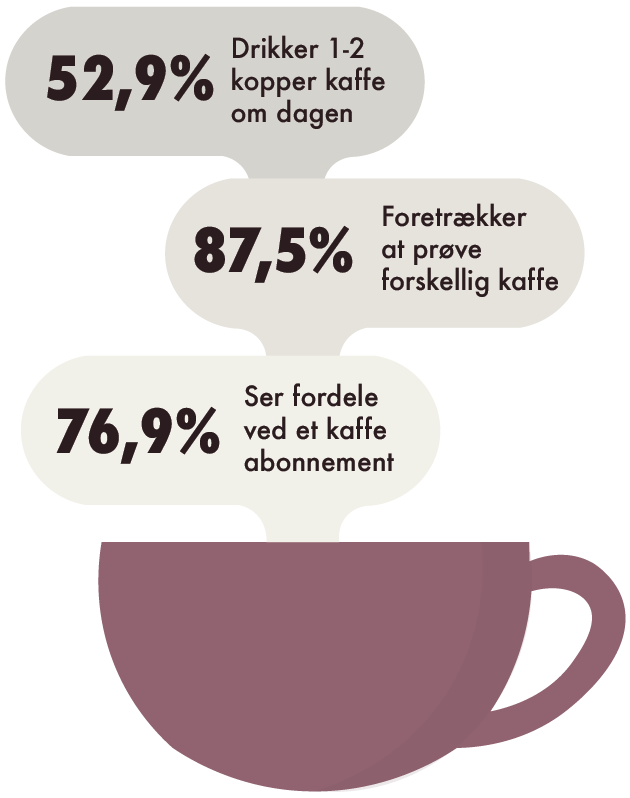 52,9%
Drikker 1-2
kopper kaffe
om dagen
87,5%
Foretrækker
at prøve
forskellig kaffe
76,9%
Ser fordele
ved et kaffe
abonnement